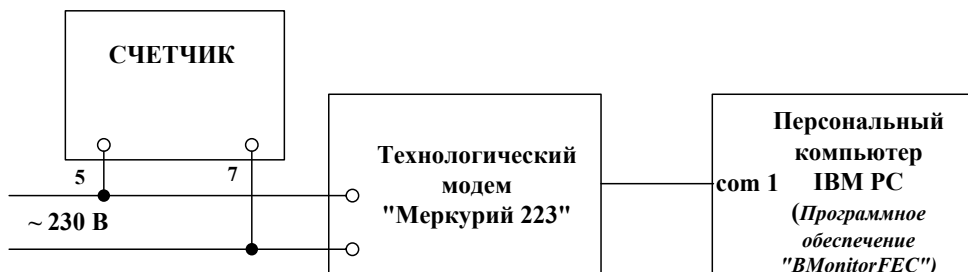 СЧЕТЧИК
5
7
~ 230 В
Технологический
модем
"Меркурий 223"
com 1
Персональный
компьютер
IBM PC
(Программное
обеспечение
"BMonitorFEC")